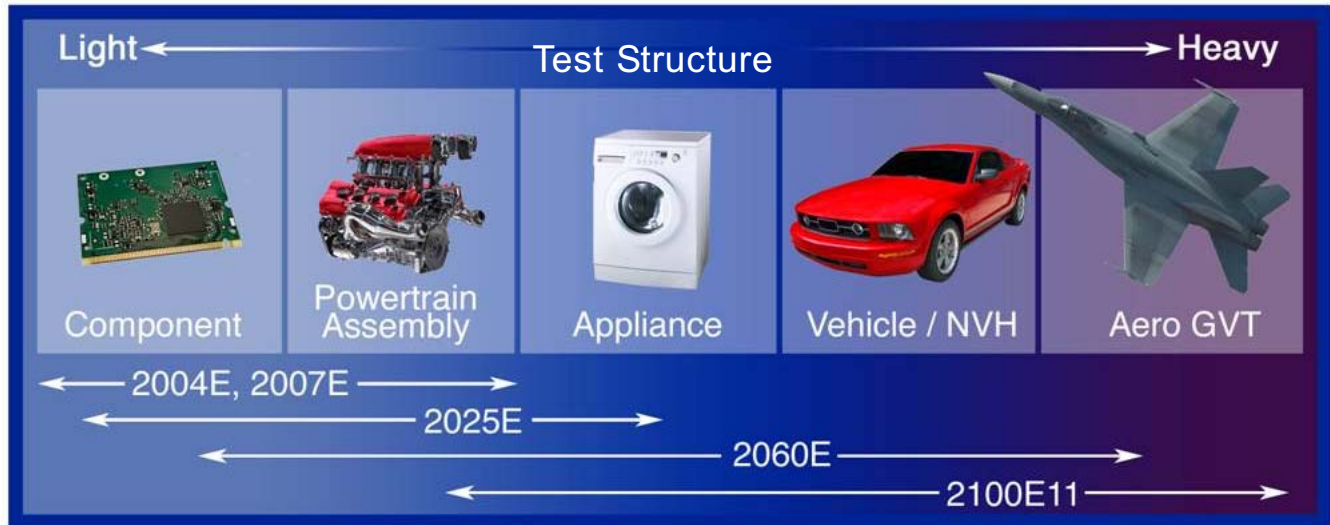 Light
Test Structure
Heavy
Component
Powertrain
Assembly
Appliance
Vehicle / NVH
Aero GVT
2004E, 2007E
2025E
2060E
2100E11